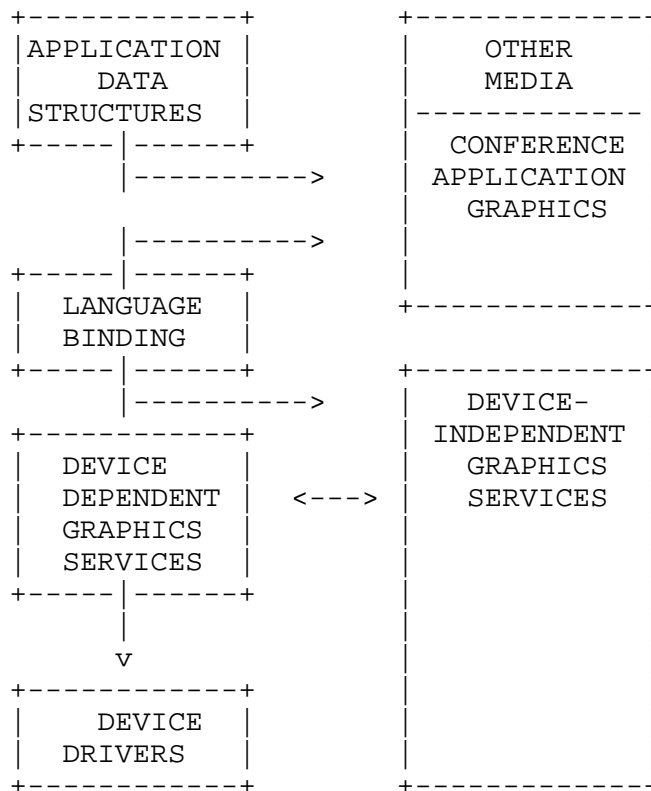 APPLICATION
DATA
STRUCTURES
OTHER
MEDIA
CONFERENCE
APPLICATION
GRAPHICS
LANGUAGE
BINDING
DEVICE
DEPENDENT
GRAPHICS
SERVICES
DEVICE-
INDEPENDENT
GRAPHICS
SERVICES
v
DEVICE
DRIVERS